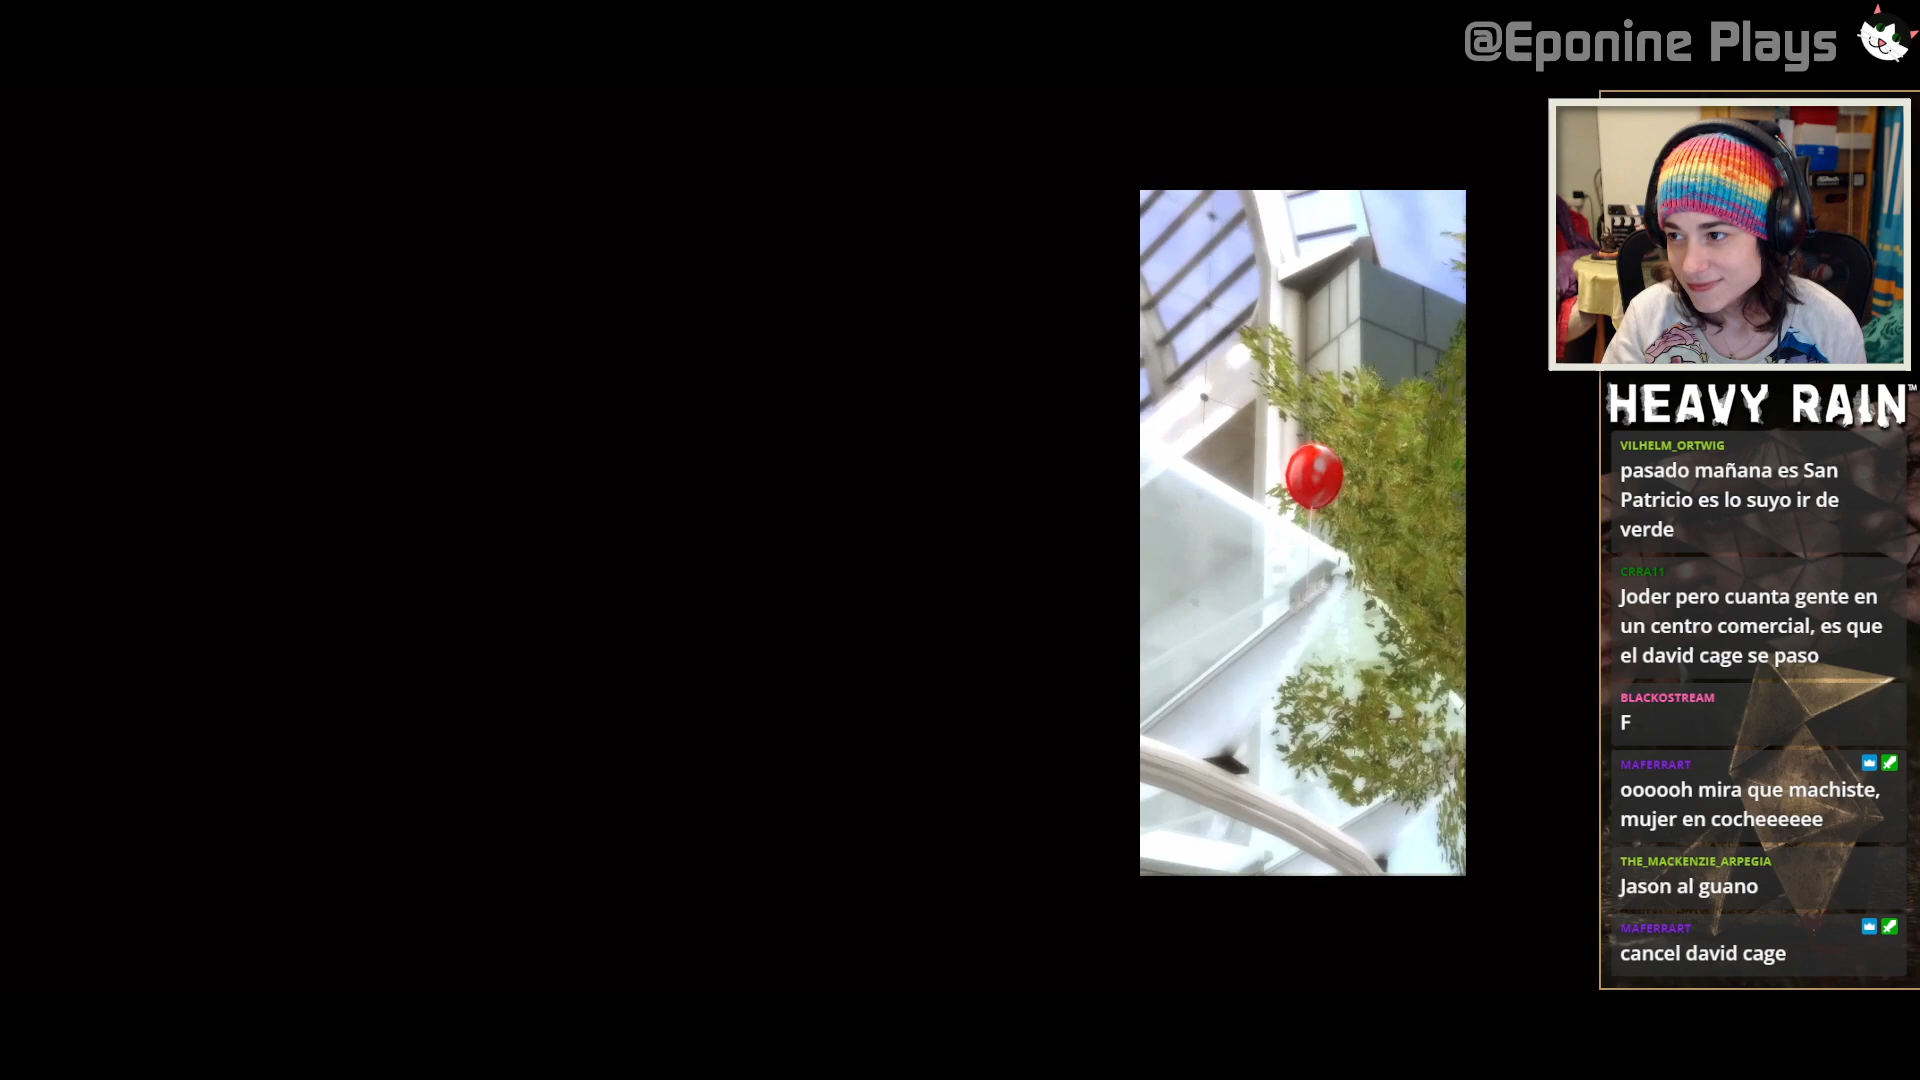 @Eponine Plays
HEAVY RAIN™
VILHELM_ORTWIG
pasado mañana es San
Patricio es lo suyo ir de
verde
CRRA11
Joder pero cuanta gente en
un centro comercial, es que
el david cage se paso
BLACKOSTREAM
F
MAFERRART
oooooh mira que machiste,
mujer en cocheeeeee
THE_MACKENZIE_ARPEGIA
Jason al guano
MAFERRART
cancel david cage